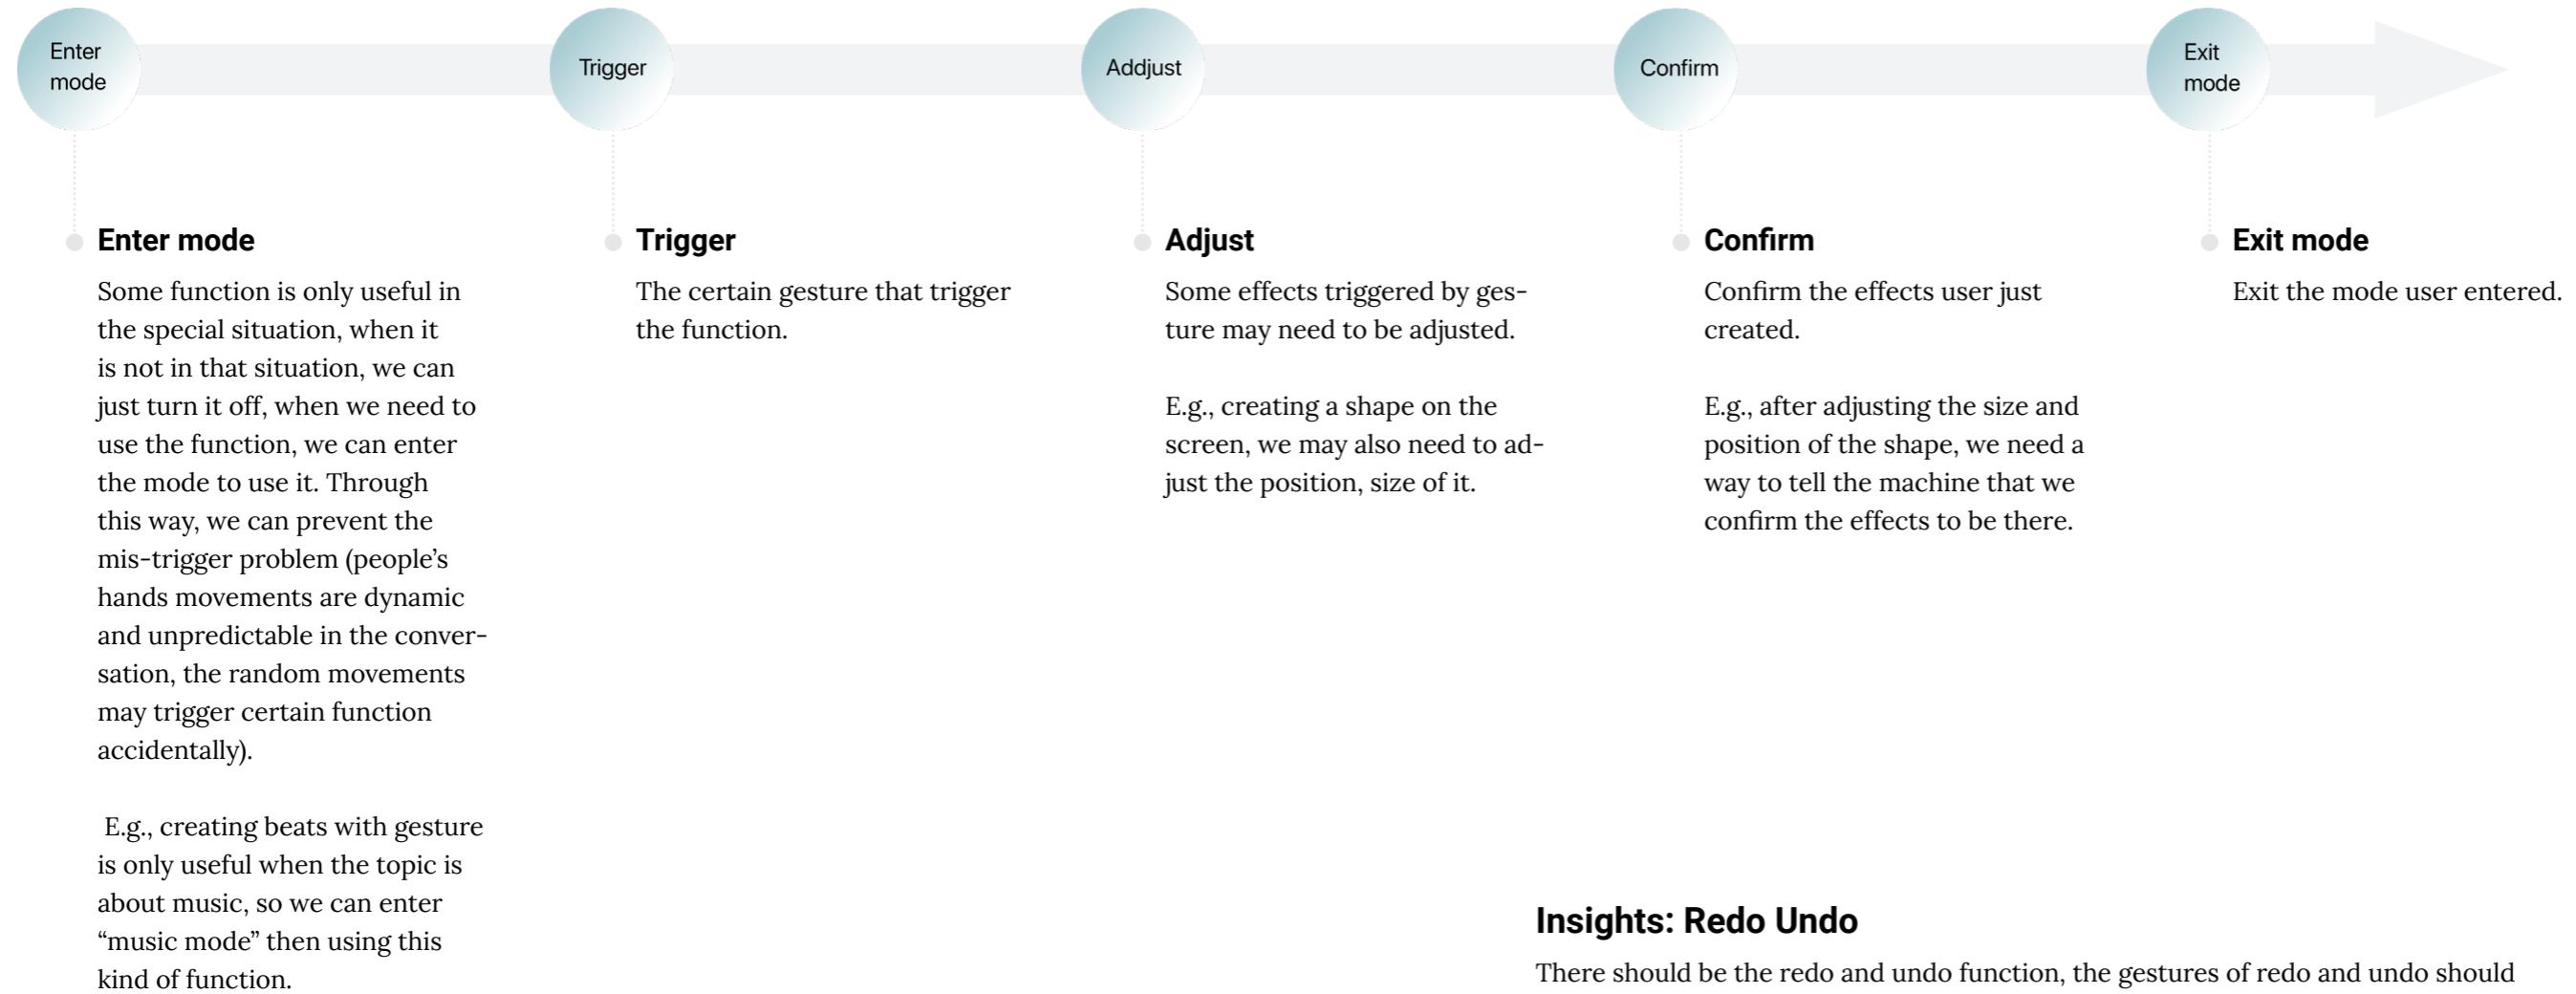 Enter
mode
Trigger
Addjust
Confirm
Exit
mode
Enter mode
Some function is only useful in
the special situation, when it
is not in that situation, we can
just turn it off, when we need to
use the function, we can enter
the mode to use it. Through
this way, we can prevent the
mis-trigger problem (people’s
hands movements are dynamic
and unpredictable in the conver-
sation, the random movements
may trigger certain function
accidentally).
E.g., creating beats with gesture
is only useful when the topic is
about music, so we can enter
“music mode” then using this
kind of function.
Trigger
The certain gesture that trigger
the function.
Adjust
Some effects triggered by ges-
ture may need to be adjusted.
E.g., creating a shape on the
screen, we may also need to ad-
just the position, size of it.
Confirm
Confirm the effects user just
created.
E.g., after adjusting the size and
position of the shape, we need a
way to tell the machine that we
confirm the effects to be there.
Exit mode
Exit the mode user entered.
Insights: Redo Undo
There should be the redo and undo function, the gestures of redo and undo should